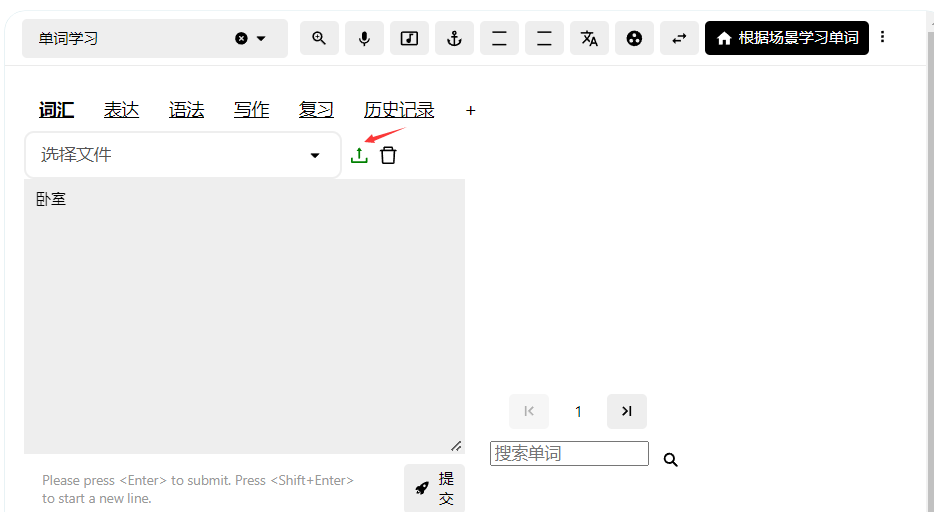 单词学习
根据场景学习单词
词汇 表达 语法 写作 复习 历史记录 +
选择文件
卧室
1
搜索单词
Please press <Enter> to submit. Press <Shift+Enter>
to start a new line.
提
交